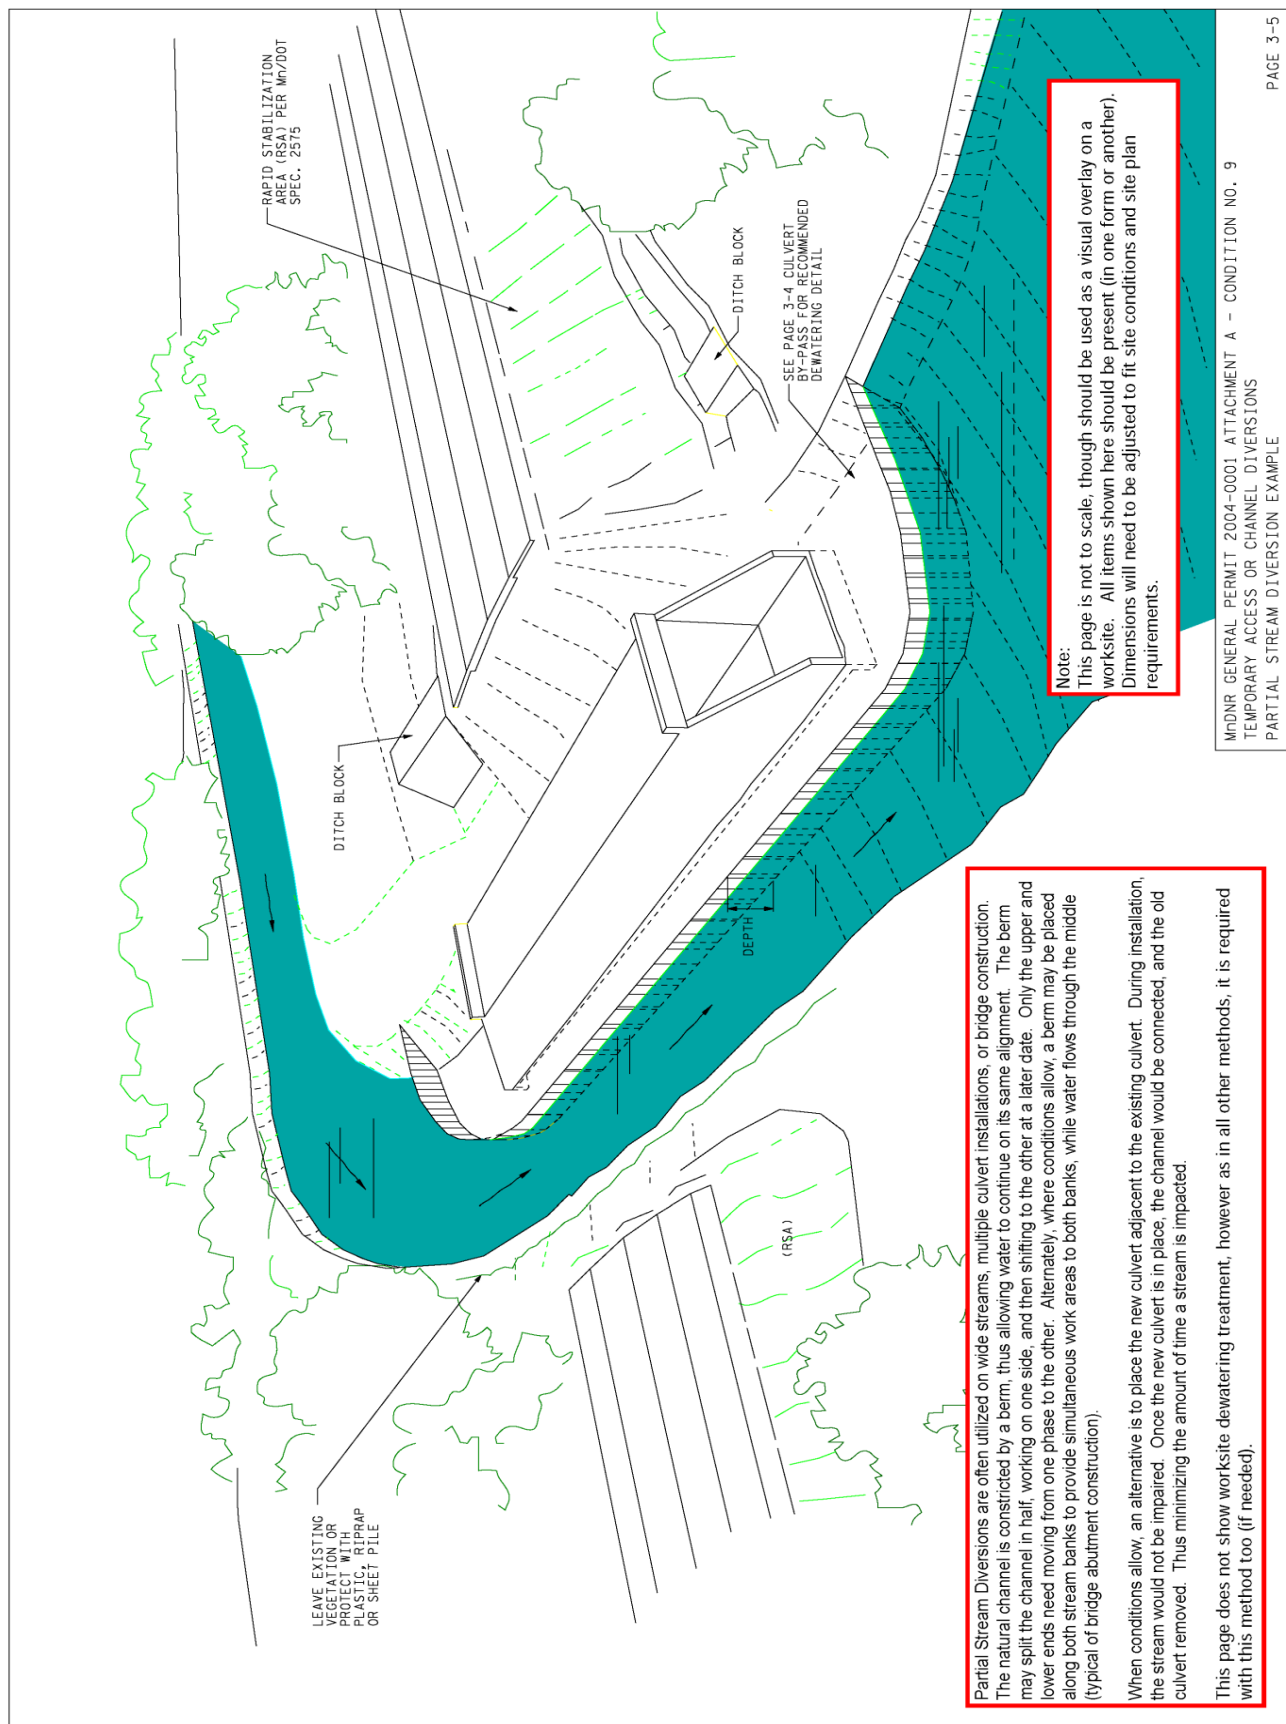 LEAVE EXISTING
VEGETATION OR
PROTECT WITH
PLASTIC, RIPRAP
OR SHEET PILE
DITCH BLOCK
RAPID STABILIZATION
AREA (RSA) PER Mn/DOT
SPEC. 2575
DITCH BLOCK
SEE PAGE 3-4 CULVERT
BY-PASS FOR RECOMMENDED
DEWATERING DETAIL
(RSA)
DEPTH
Partial Stream Diversions are often utilized on wide streams, multiple culvert installations, or bridge construction.
The natural channel is constricted by a berm, thus allowing water to continue on its same alignment. The berm
may split the channel in half, working on one side, and then shifting to the other at a later date. Only the upper and
lower ends need moving from one phase to the other. Alternately, where conditions allow, a berm may be placed
along both stream banks to provide simultaneous work areas to both banks, while water flows through the middle
(typical of bridge abutment construction).
When conditions allow, an alternative is to place the new culvert adjacent to the existing culvert. During installation,
the stream would not be impaired. Once the new culvert is in place, the channel would be connected, and the old
culvert removed. Thus minimizing the amount of time a stream is impacted.
This page does not show worksite dewatering treatment, however as in all other methods, it is required
with this method too (if needed).
Note:
This page is not to scale, though should be used as a visual overlay on a
worksite. All items shown here should be present (in one form or another).
Dimensions will need to be adjusted to fit site conditions and site plan
requirements.
MnDNR GENERAL PERMIT 2004-0001 ATTACHMENT A - CONDITION NO. 9
TEMPORARY ACCESS OR CHANNEL DIVERSIONS
PARTIAL STREAM DIVERSION EXAMPLE
PAGE 3-5